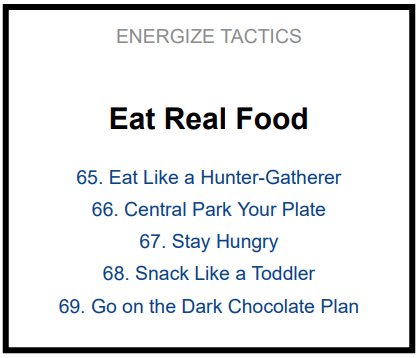 ENERGIZE TACTICS
Eat Real Food
65. Eat Like a Hunter-Gatherer
66. Central Park Your Plate
67. Stay Hungry
68. Snack Like a Toddler
69. Go on the Dark Chocolate Plan